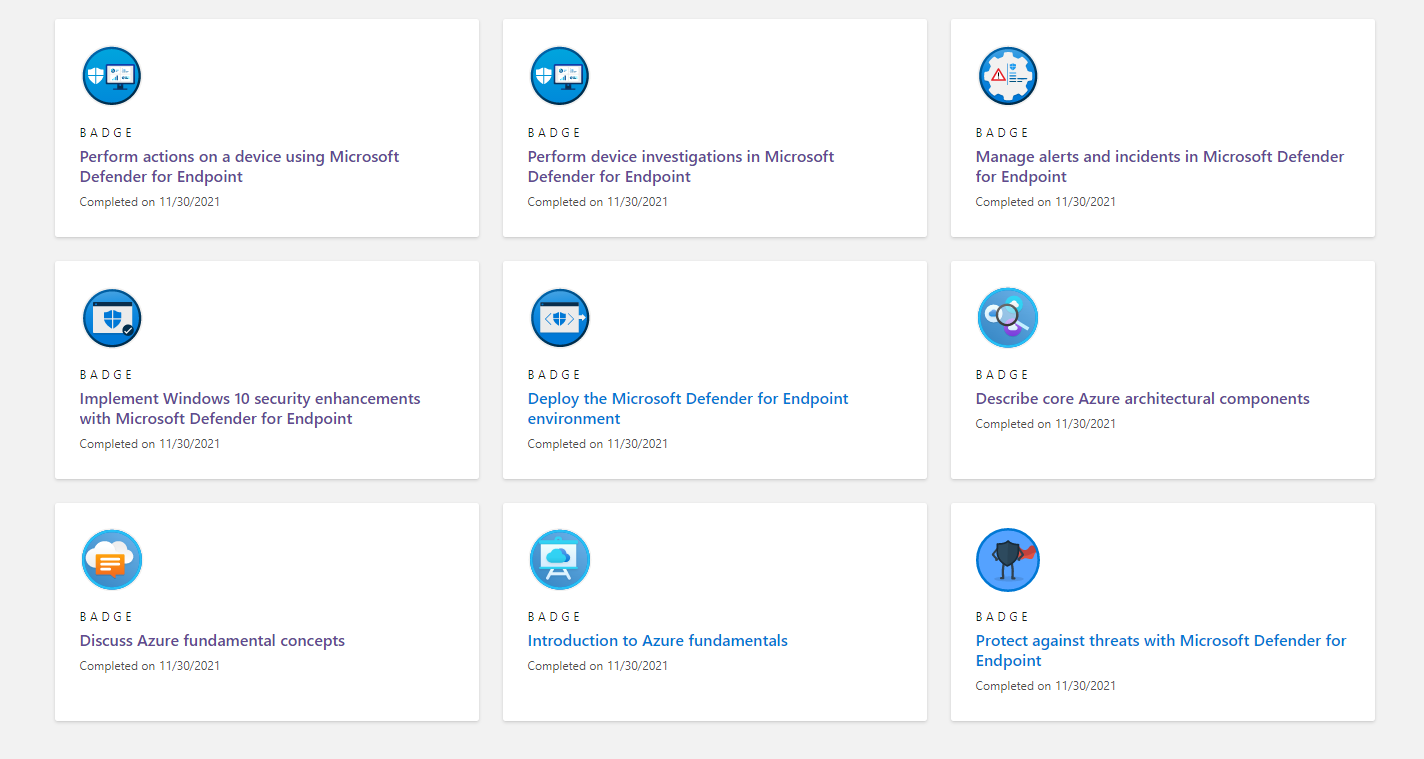 BADGE
Perform actions on a device using Microsoft
Defender for Endpoint
Completed on 11/30/2021
BADGE
Perform device investigations in Microsoft
Defender for Endpoint
Completed on 11/30/2021
BADGE
Manage alerts and incidents in Microsoft Defender
for Endpoint
Completed on 11/30/2021
BADGE
Implement Windows 10 security enhancements
with Microsoft Defender for Endpoint
Completed on 11/30/2021
BADGE
Deploy the Microsoft Defender for Endpoint
environment
Completed on 11/30/2021
BADGE
Describe core Azure architectural components
Completed on 11/30/2021
BADGE
Discuss Azure fundamental concepts
Completed on 11/30/2021
BADGE
Introduction to Azure fundamentals
Completed on 11/30/2021
BADGE
Protect against threats with Microsoft Defender for
Endpoint
Completed on 11/30/2021